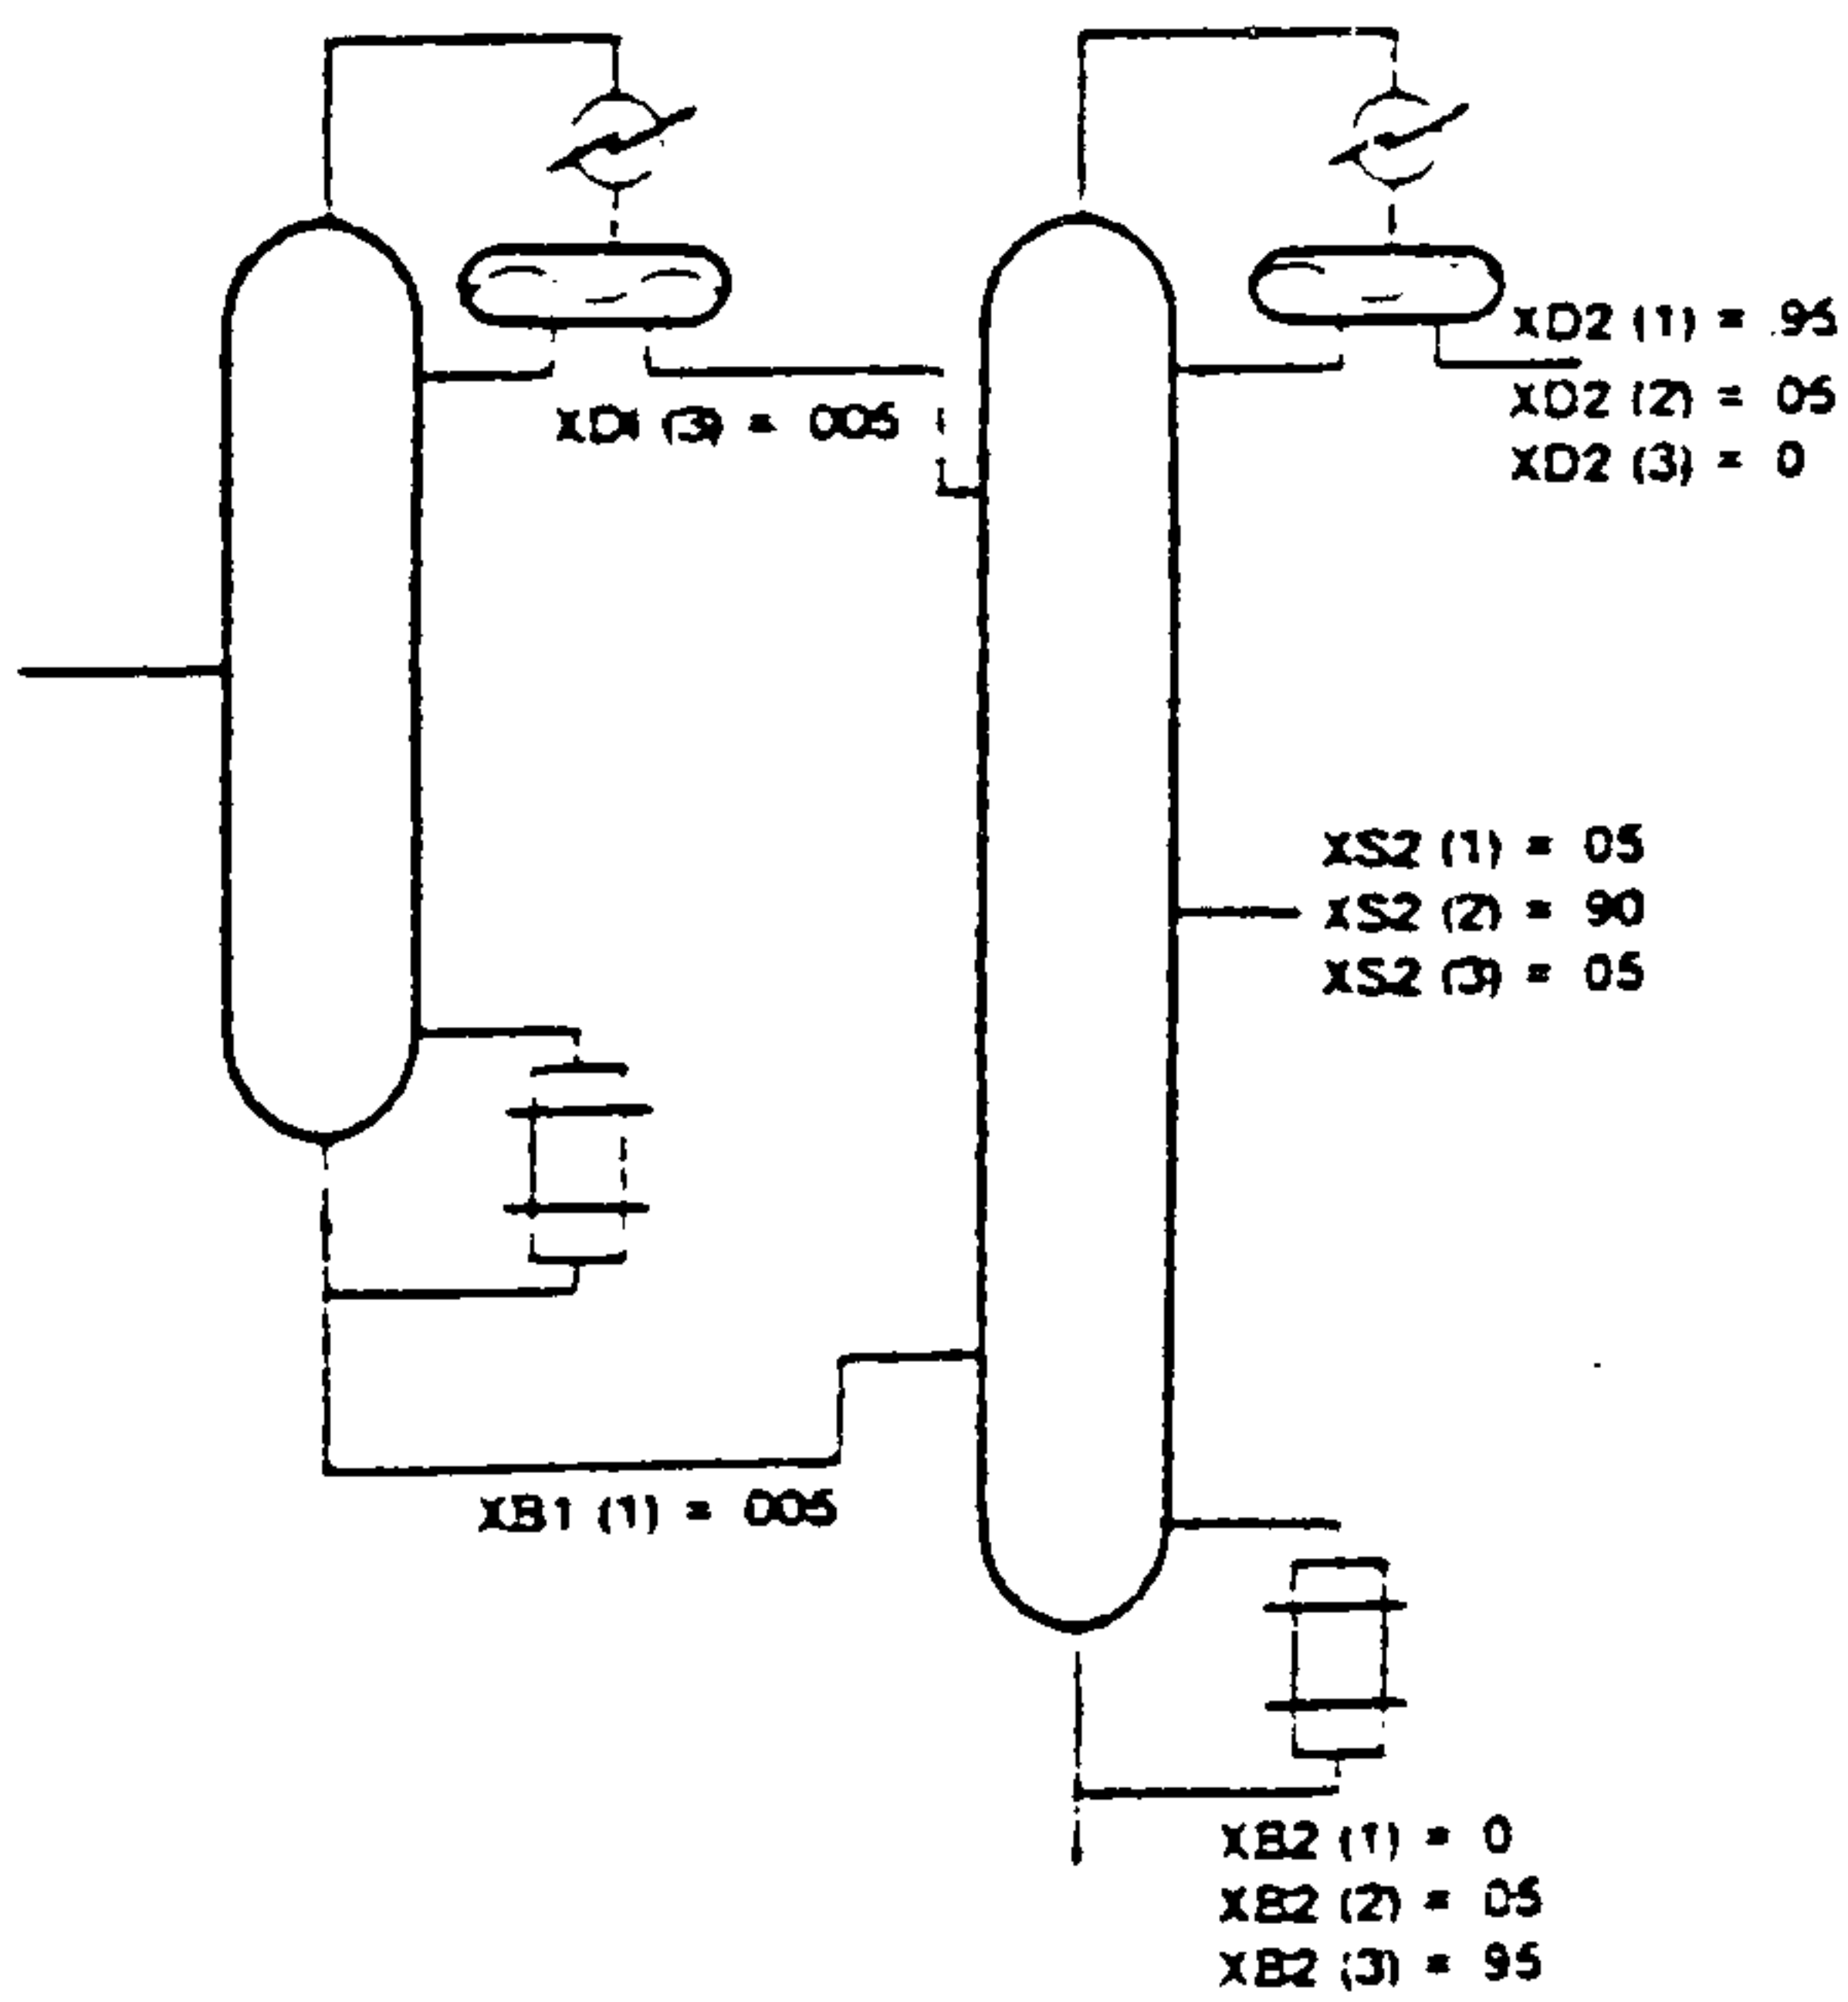 XD2 (1) = .95
XD2 (2) = 05
XD2 (3) = 0
XD1 (3) = 005
XS2 (1) = 05
XS2 (2) = 90
XS2 (3) = 05
XB1 (1) = 005
XB2 (1) = 0
XB2 (2) = 05
XB2 (3) = 95